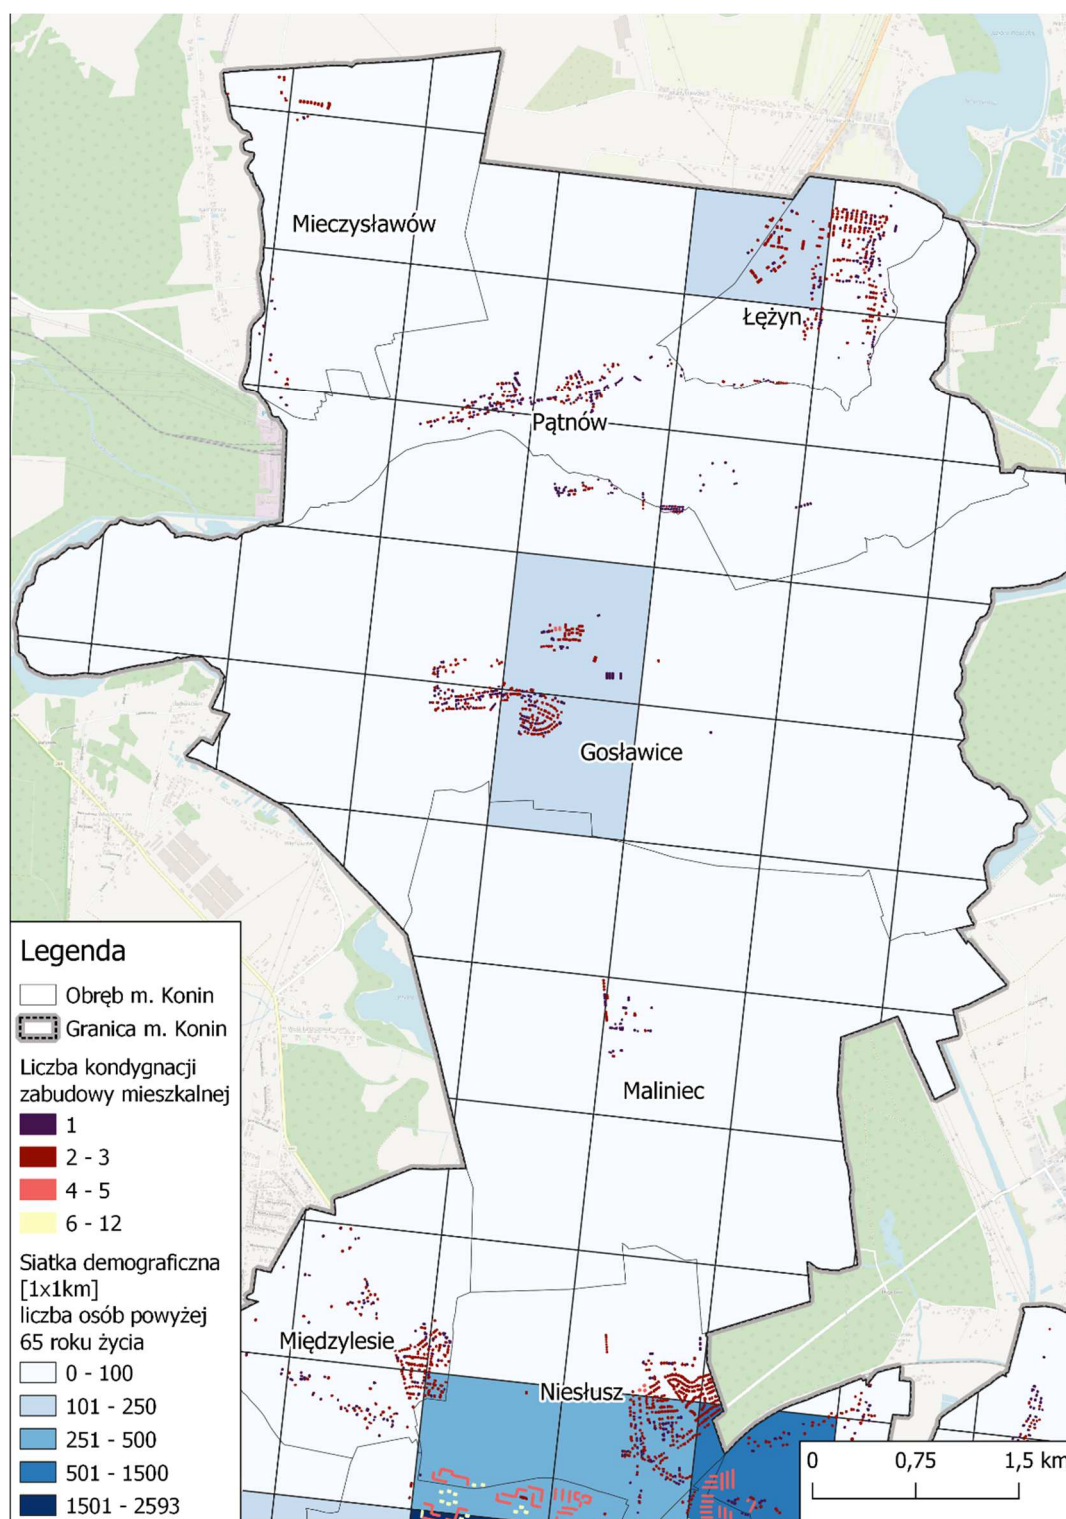 Mieczysławów
Łężyn
Pątnów
Gosławice
Maliniec
Międzylesie
Niesłusz
Legenda
Obręb m. Konin
Granica m. Konin
Liczba kondygnacji
zabudowy mieszkalnej
1
2 - 3
4 - 5
6 - 12
Siatka demograficzna
[1x1km]
liczba osób powyżej
65 roku życia
0 - 100
101 - 250
251 - 500
501 - 1500
1501 - 2593
0 0,75 1,5 km